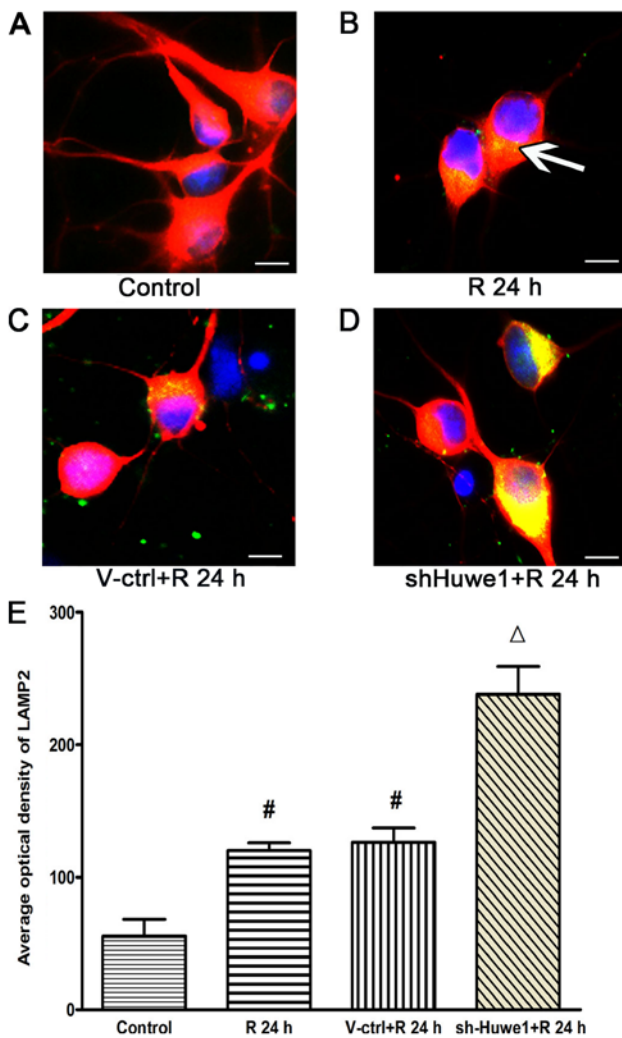 A
B
Control
R 24 h
C
D
V-ctrl+R 24 h
shHuwe1+R 24 h
E
Average optical density of LAMP2
300
200
100
0
#
#
△
Control
R 24 h
V-ctrl+R 24 h
sh-Huwe1+R 24 h